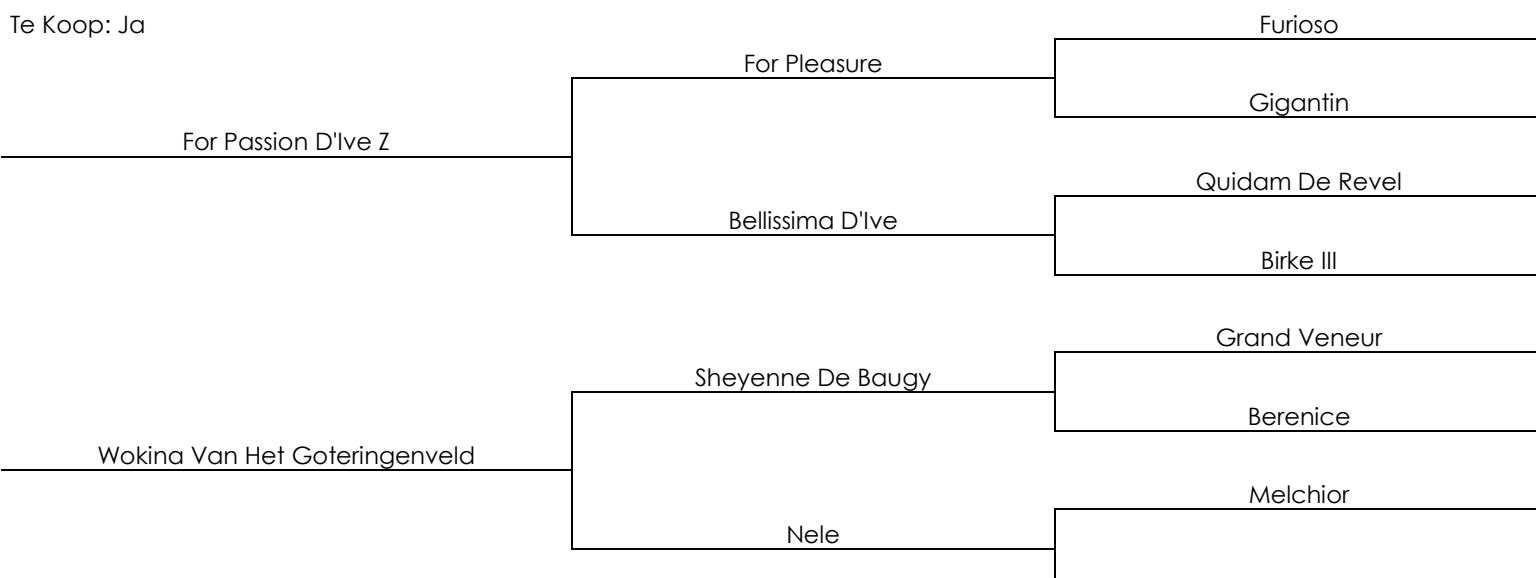 Te Koop: Ja
Furioso
For Pleasure
Gigantin
For Passion D'Ive Z
Quidam De Revel
Bellissima D'Ive
Birke III
Grand Veneur
Sheyenne De Baugy
Berenice
Wokina Van Het Goteringenveld
Melchior
Nele